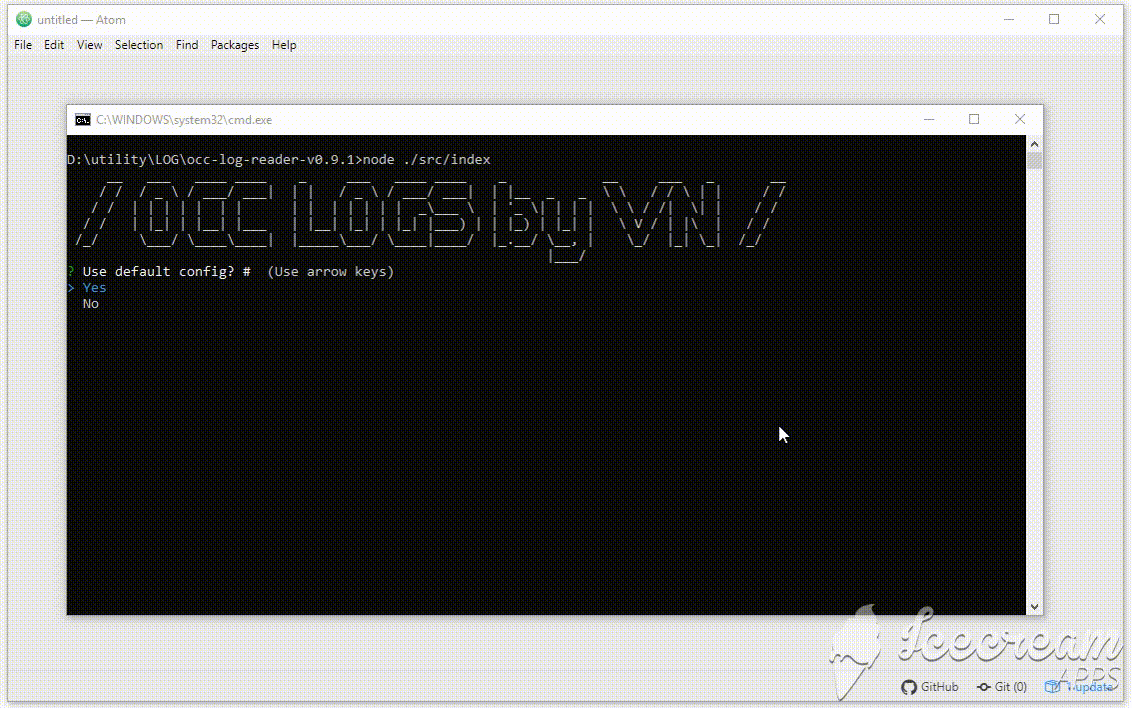 untitled — Atom
File Edit View Selection Find Packages Help
C:\WINDOWS\system32\cmd.exe
D:\utility\LOG\occ-log-reader-v0.9.1>node ./src/index
/ OCC LOGS by VN /
? Use default config? # (Use arrow keys)
> Yes
No
Icecream
APPS
GitHub Git (0) 1 update